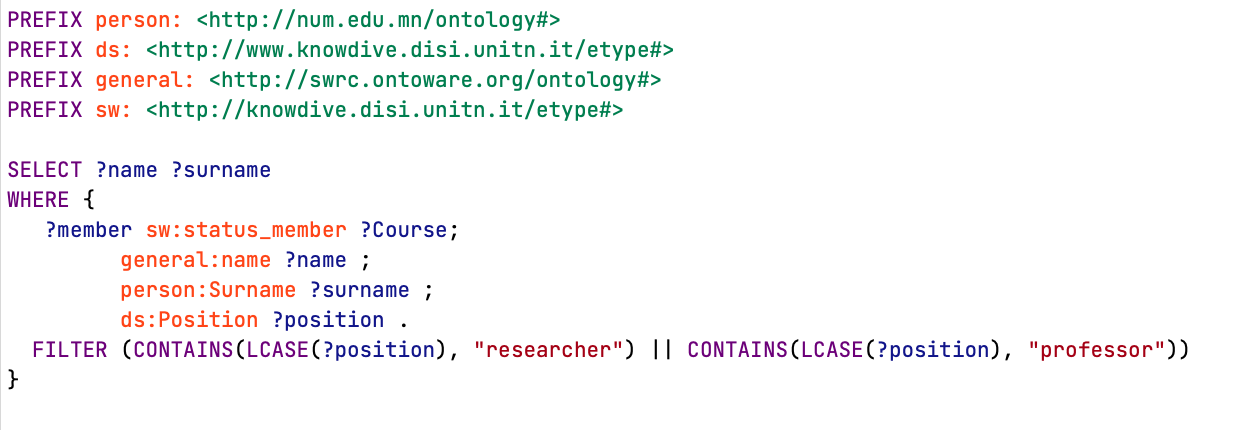 PREFIX person: <http://num.edu.mn/ontology#>
PREFIX ds: <http://www.knowdive.disi.unitn.it/etype#>
PREFIX general: <http://swrc.ontoware.org/ontology#>
PREFIX sw: <http://knowdive.disi.unitn.it/etype#>
SELECT ?name ?surname
WHERE {
?member sw:status_member ?Course;
general:name ?name ;
person:Surname ?surname ;
ds:Position ?position .
FILTER (CONTAINS(LCASE(?position), "researcher") || CONTAINS(LCASE(?position), "professor"))
}